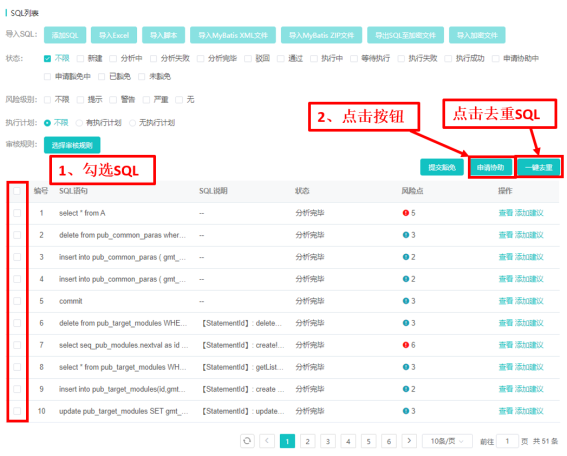 SQL列表
导入SQL: 添加SQL 导入Excel 导入脚本 导入MyBatis XML文件 导入MyBatis ZIP文件 导出SQL至加密文件 导入加密文件
状态: 不限 新建 分析中 分析失败 分析完毕 驳回 通过 执行中 等待执行 执行失败 执行成功 申请协助中
申请豁免中 已豁免 未豁免
风险级别: 不限 提示 警告 严重 无
执行计划: 不限 有执行计划 无执行计划
审核规则: 选择审核规则
2、点击按钮
点击去重SQL
1、勾选SQL
提交豁免 申请协助 一键去重
编号 SQL语句 SQL说明 状态 风险点 操作
1 select * from A -- 分析完毕 5 查看 添加建议
2 delete from pub_common_paras wher... -- 分析完毕 3 查看 添加建议
3 insert into pub_common_paras ( gmt_... -- 分析完毕 2 查看 添加建议
4 insert into pub_common_paras ( gmt_... -- 分析完毕 2 查看 添加建议
5 commit -- 分析完毕 3 查看 添加建议
6 delete from pub_target_modules WHE... 【StatementId】: delete... 分析完毕 3 查看 添加建议
7 select seq_pub_modules.nextval as id ... 【StatementId】: createI... 分析完毕 6 查看 添加建议
8 select * from pub_target_modules WH... 【StatementId】: getList... 分析完毕 3 查看 添加建议
9 insert into pub_target_modules(id,gmt... 【StatementId】: create ... 分析完毕 2 查看 添加建议
10 update pub_target_modules SET gmt_... 【StatementId】: update... 分析完毕 3 查看 添加建议
1 2 3 4 5 6 10条/页 前往 1 页 共 51 条